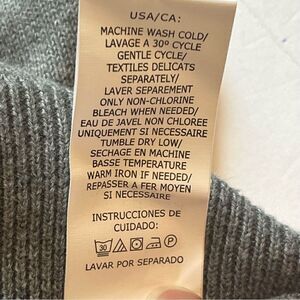 USA/CA:
MACHINE WASH COLD/
LAVAGE A 30º CYCLE
GENTLE CYCLE/
TEXTILES DELICATS
SEPARATELY/
LAVER SEPAREMENT
ONLY NON-CHLORINE
BLEACH WHEN NEEDED/
EAU DE JAVEL NON CHLOREE
UNIQUEMENT SI NECESSAIRE
TUMBLE DRY LOW/
SECHAGE EN MACHINE
BASSE TEMPERATURE
WARM IRON IF NEEDED/
REPASSER A FER MOYEN
SI NECESSAIRE
INSTRUCCIONES DE
CUIDADO:
30 P
LAVAR POR SEPARADO